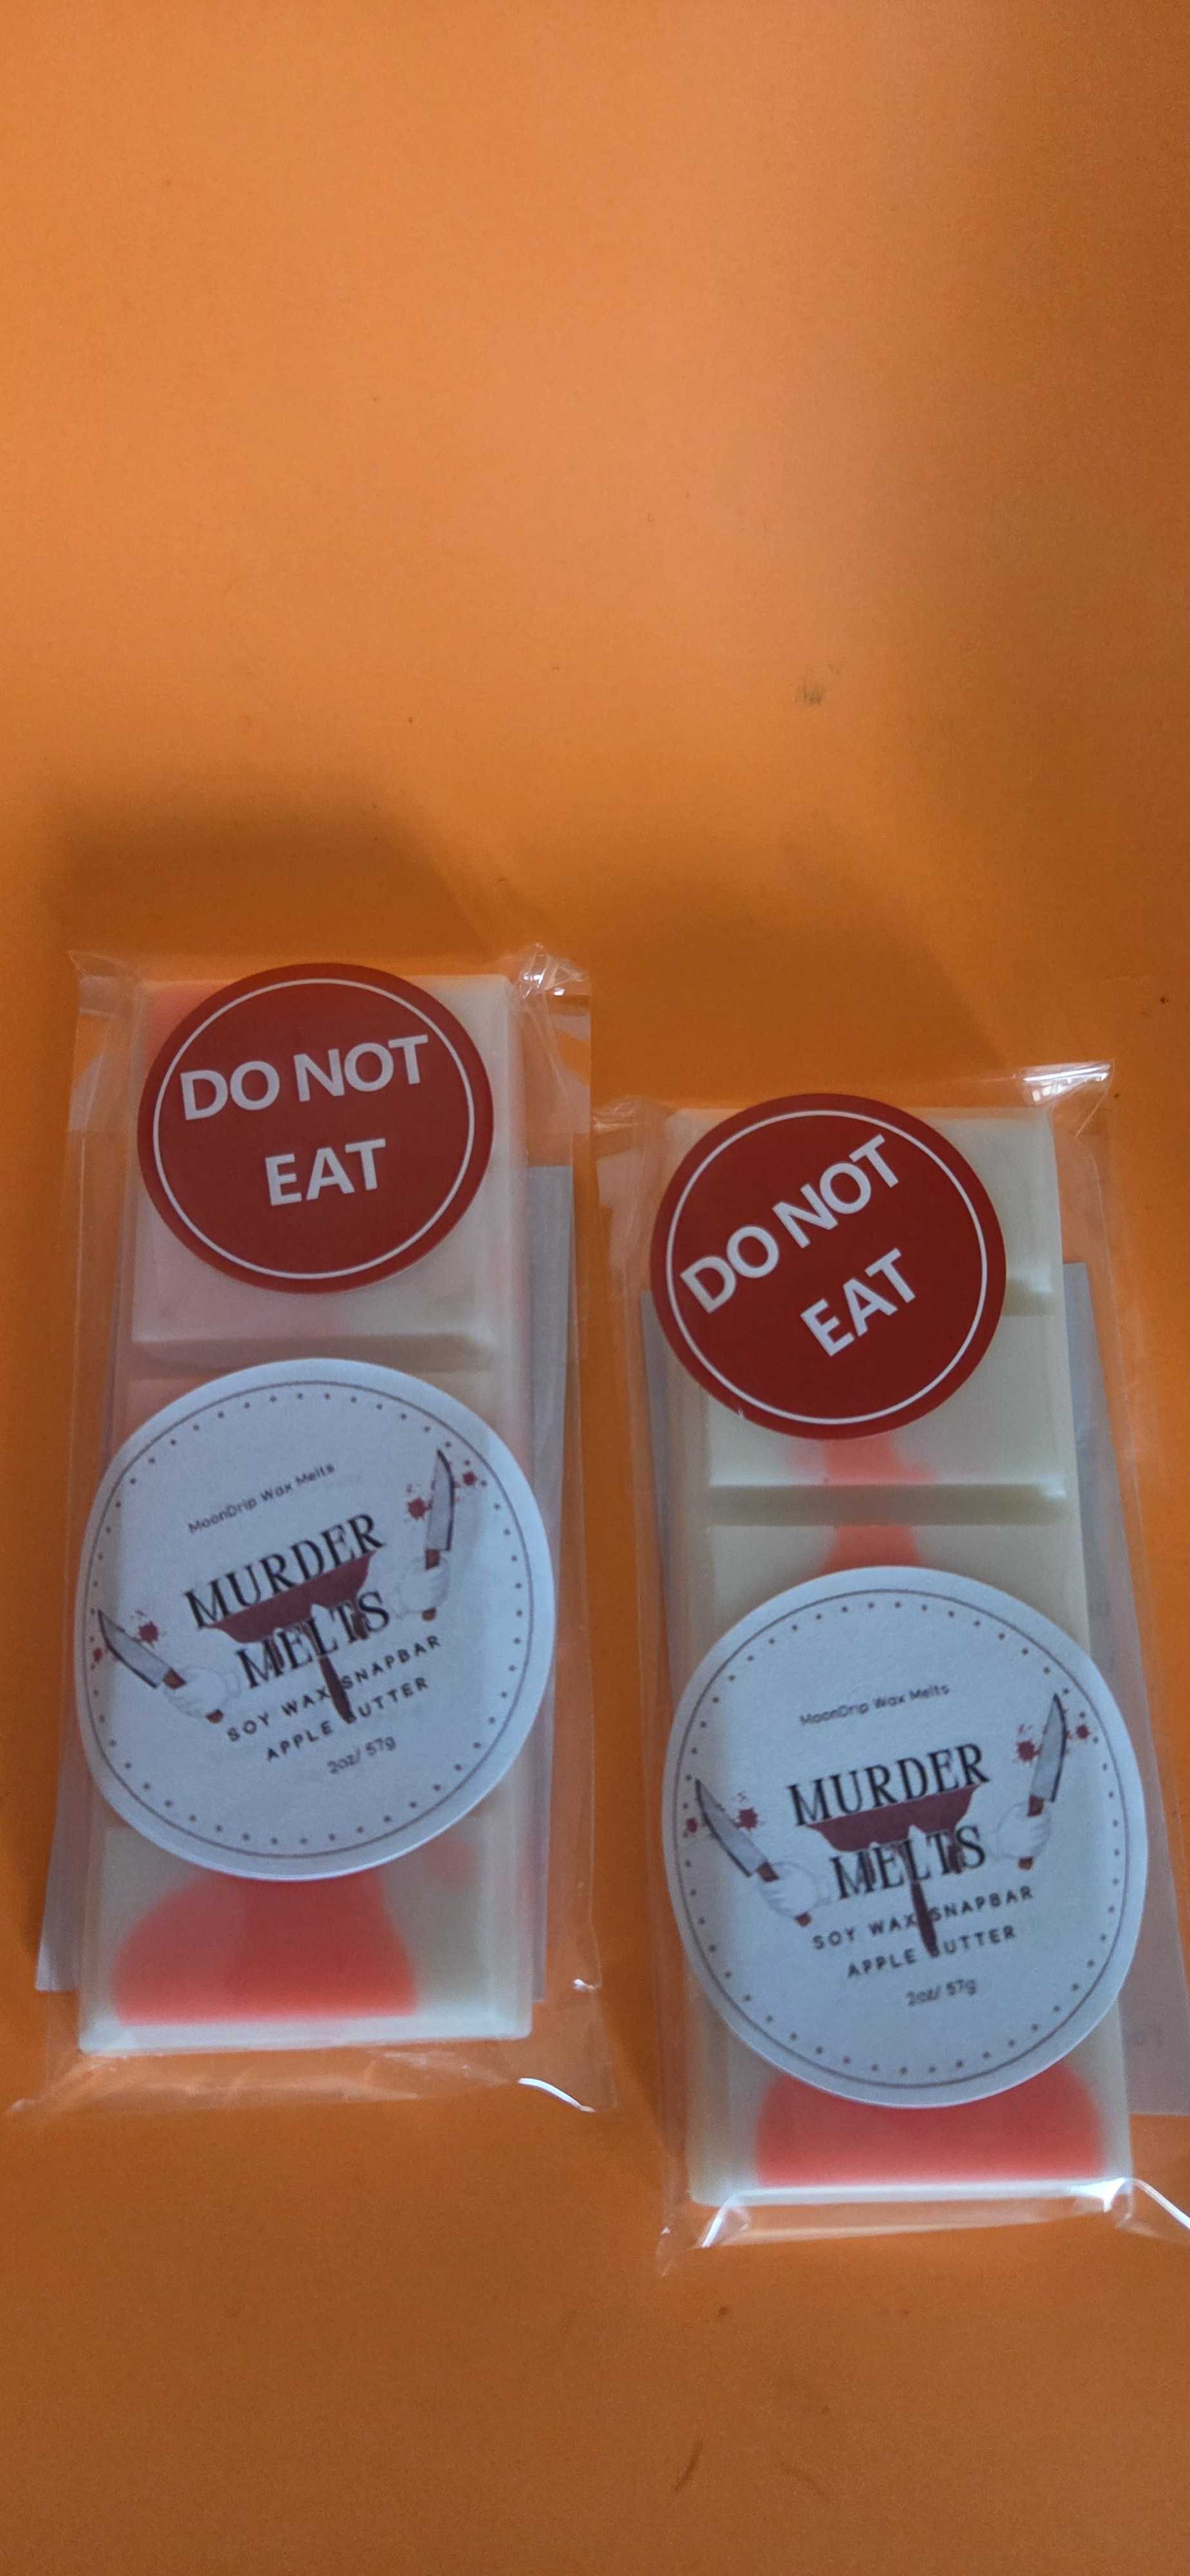 DO NOT
EAT
MoonDrip Wax Melts
MURDER
MELTS
SOY WAX SNAPBAR
APPLE BUTTER
2oz/ 57g
DO NOT
EAT
MoonDrip Wax Melts
MURDER
MELTS
SOY WAX SNAPBAR
APPLE BUTTER
2oz/ 57g